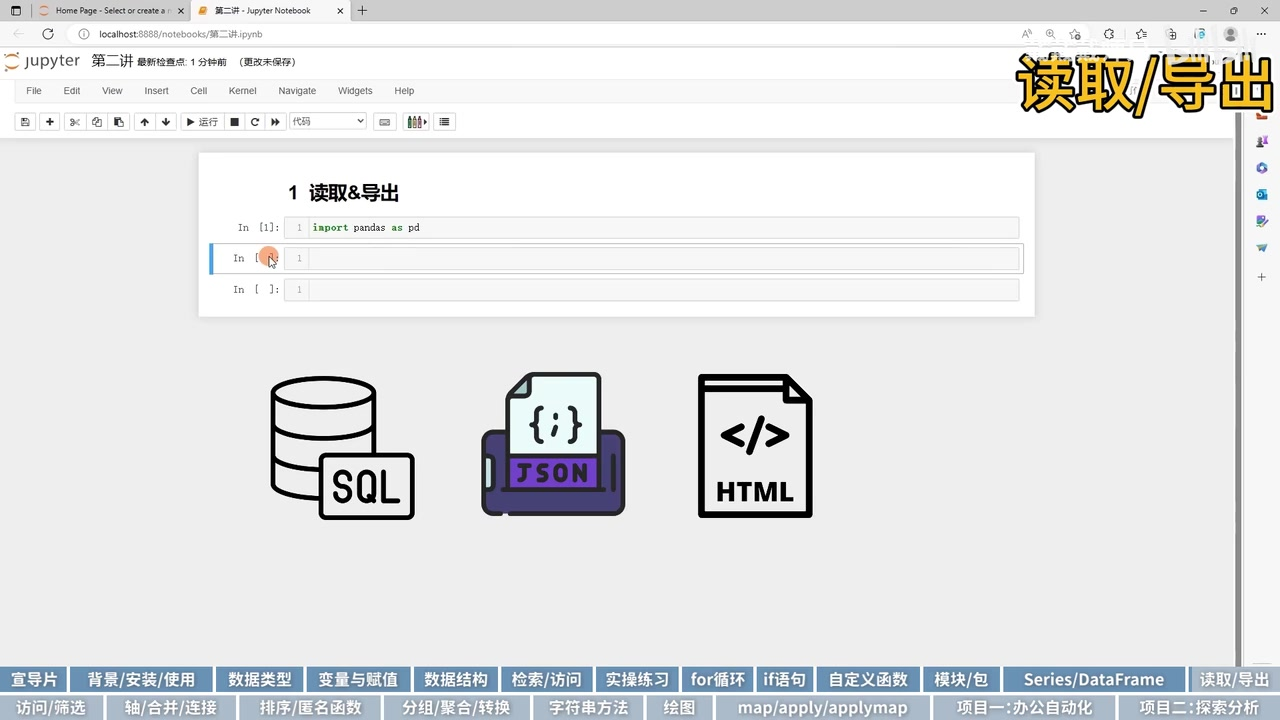 Home Page - Select or create a n
第二讲 - Jupyter Notebook
localhost:8888/notebooks/第二讲.ipynb
jupyter 第二讲 最新检查点: 1 分钟前 (更改未保存)
读取/导出
File Edit View Insert Cell Kernel Navigate Widgets Help
运行 代码
1 读取&导出
In [1]: 1 import pandas as pd
In [ ]: 1
In [ ]: 1
SQL
{;}
JSON
</>
HTML
宣导片 背景/安装/使用 数据类型 变量与赋值 数据结构 检索/访问 实操练习 for循环 if语句 自定义函数 模块/包 Series/DataFrame 读取/导出
访问/筛选 轴/合并/连接 排序/匿名函数 分组/聚合/转换 字符串方法 绘图 map/apply/applymap 项目一:办公自动化 项目二:探索分析